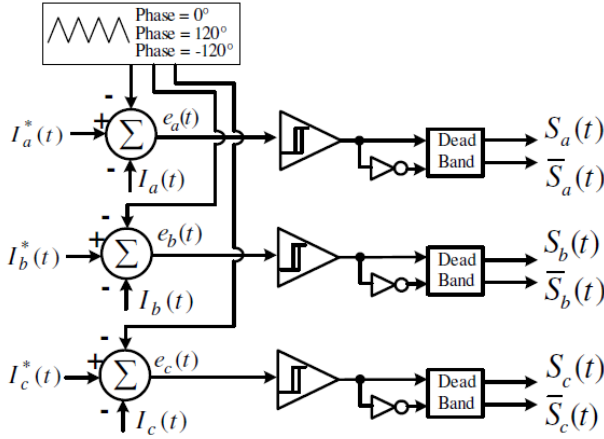 Phase = 0°
Phase = 120°
Phase = -120°
-
+
-
I*a(t)
Σ
ea(t)
Ia(t)
Dead
Band
Sa(t)
S̅a(t)
-
+
-
I*b(t)
Σ
eb(t)
Ib(t)
Dead
Band
Sb(t)
S̅b(t)
-
+
-
I*c(t)
Σ
ec(t)
Ic(t)
Dead
Band
Sc(t)
S̅c(t)